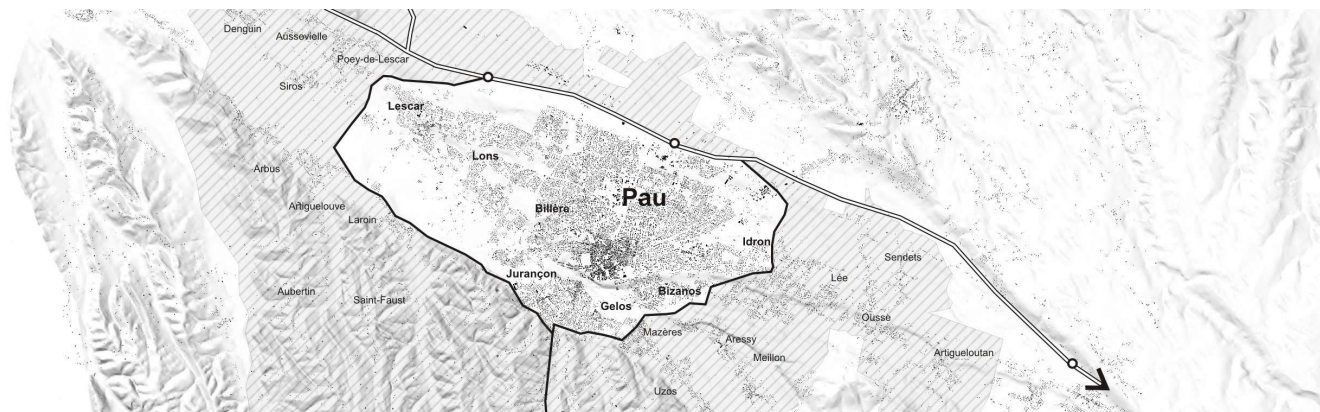 Denguin
Aussevielle
Poey-de-Lescar
Siros
Lescar
Lons
Arbus
Pau
Artiguelouve
Billère
Laroin
Idron
Sendets
Jurançon
Lée
Aubertin
Saint-Faust
Bizanos
Gelos
Ousse
Mazères
Aressy
Meillon
Artigueloutan
Uzos